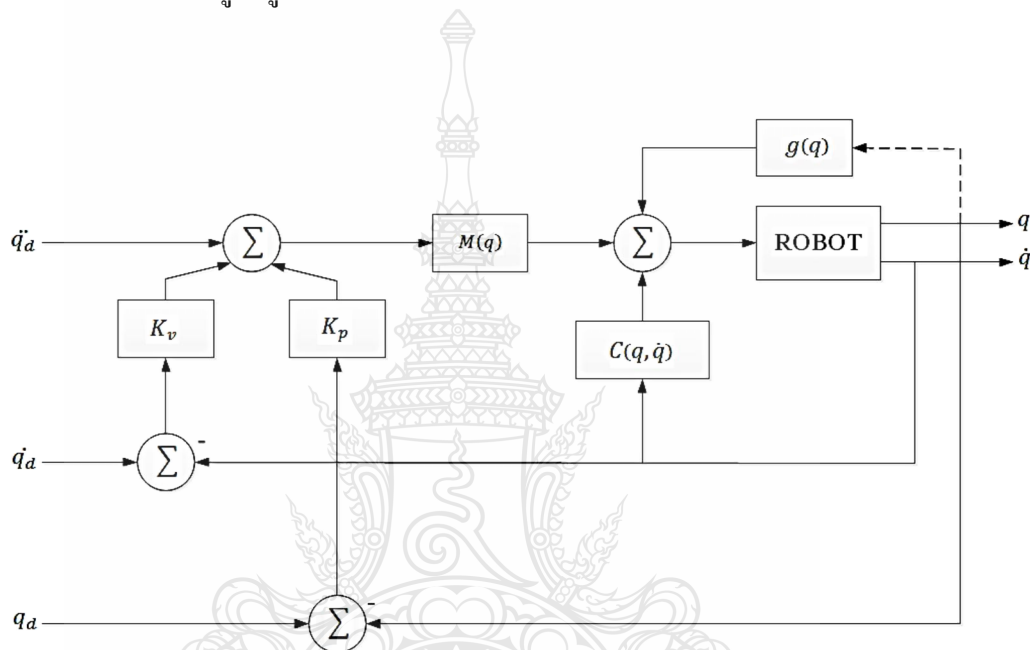 g(q)
q
q̈_d
Σ
M(q)
Σ
ROBOT
q̇
K_v
K_p
C(q, q̇)
q̇_d
Σ
-
q_d
Σ
-